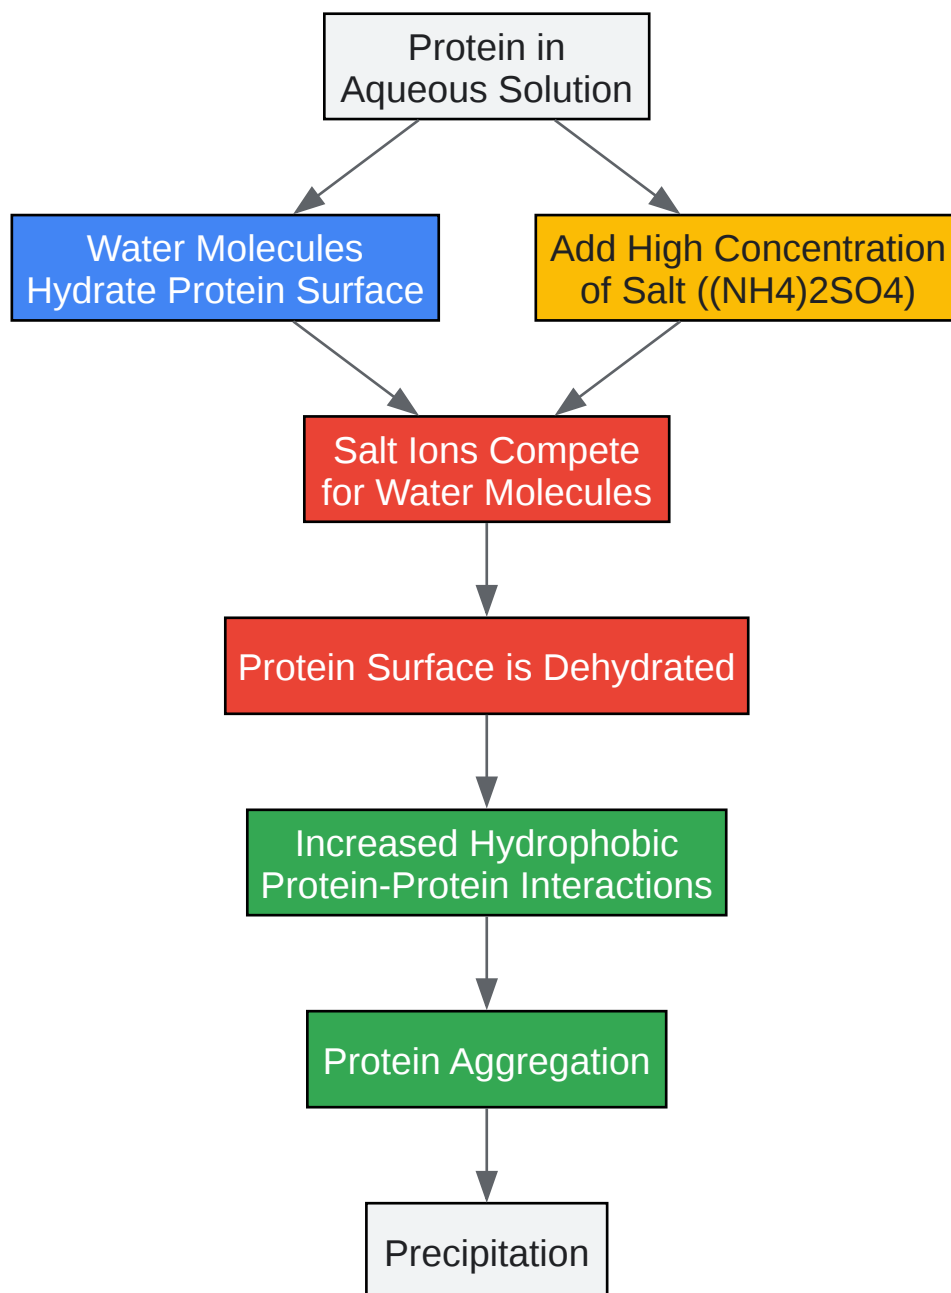 Protein in
Aqueous Solution
Water Molecules
Hydrate Protein Surface
Add High Concentration
of Salt ((NH4)2SO4)
Salt Ions Compete
for Water Molecules
Protein Surface is Dehydrated
Increased Hydrophobic
Protein-Protein Interactions
Protein Aggregation
Precipitation